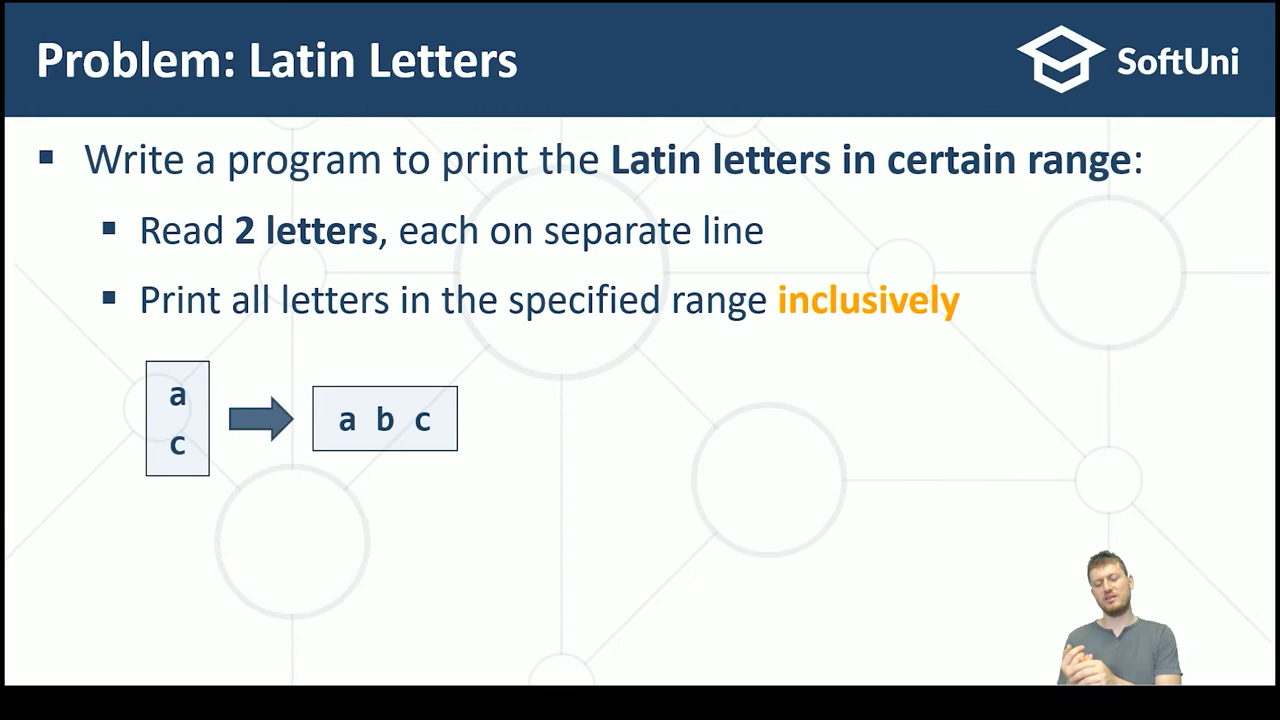 Problem: Latin Letters
SoftUni
Write a program to print the Latin letters in certain range:
Read 2 letters, each on separate line
Print all letters in the specified range inclusively
a
c
a b c